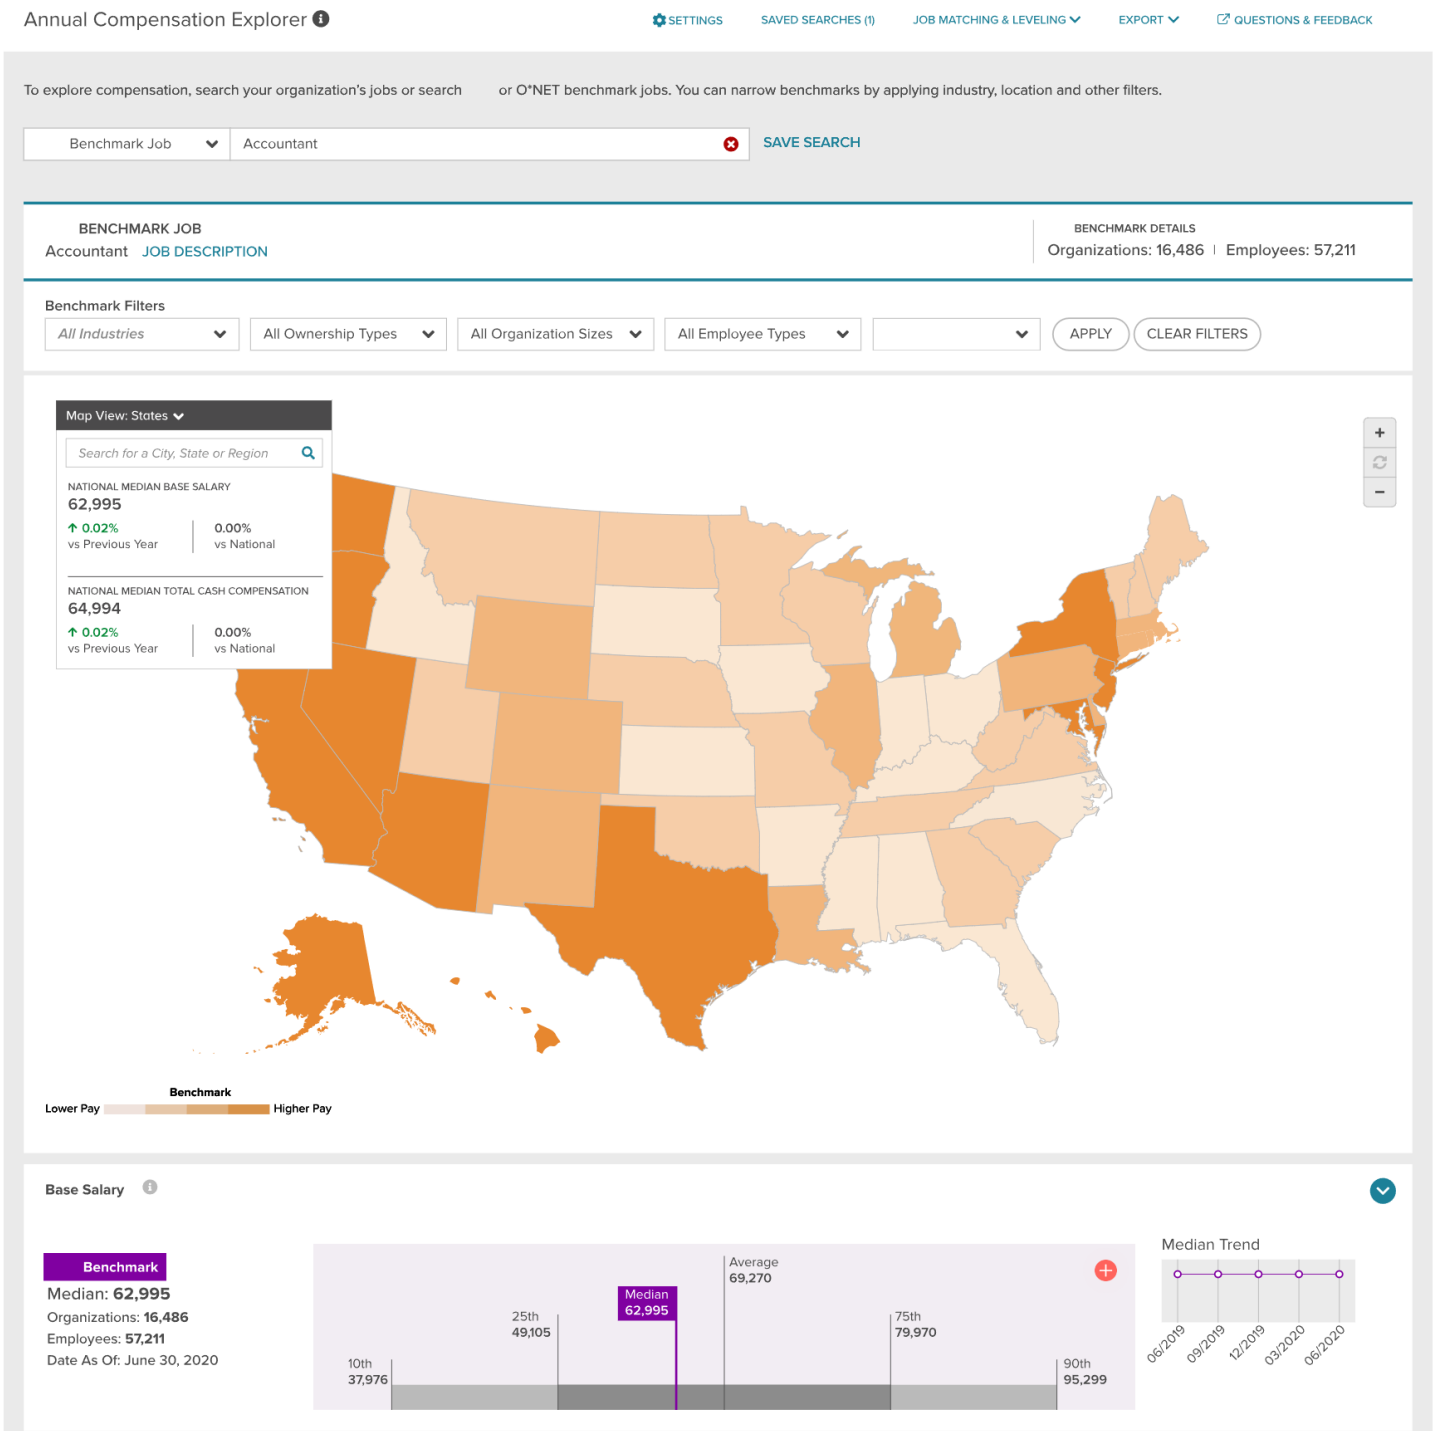 Annual Compensation Explorer
SETTINGS
SAVED SEARCHES (1)
JOB MATCHING & LEVELING
EXPORT
QUESTIONS & FEEDBACK
To explore compensation, search your organization's jobs or search or O*NET benchmark jobs. You can narrow benchmarks by applying industry, location and other filters.
Benchmark Job
Accountant
SAVE SEARCH
BENCHMARK JOB
Accountant JOB DESCRIPTION
BENCHMARK DETAILS
Organizations: 16,486 | Employees: 57,211
Benchmark Filters
All Industries
All Ownership Types
All Organization Sizes
All Employee Types
APPLY
CLEAR FILTERS
Map View: States
Search for a City, State or Region
NATIONAL MEDIAN BASE SALARY
62,995
↑ 0.02%
vs Previous Year
0.00%
vs National
NATIONAL MEDIAN TOTAL CASH COMPENSATION
64,994
↑ 0.02%
vs Previous Year
0.00%
vs National
+
−
Benchmark
Lower Pay
Higher Pay
Base Salary
Benchmark
Median: 62,995
Organizations: 16,486
Employees: 57,211
Date As Of: June 30, 2020
10th
37,976
25th
49,105
Median
62,995
Average
69,270
75th
79,970
90th
95,299
Median Trend
06/2019
09/2019
12/2019
03/2020
06/2020